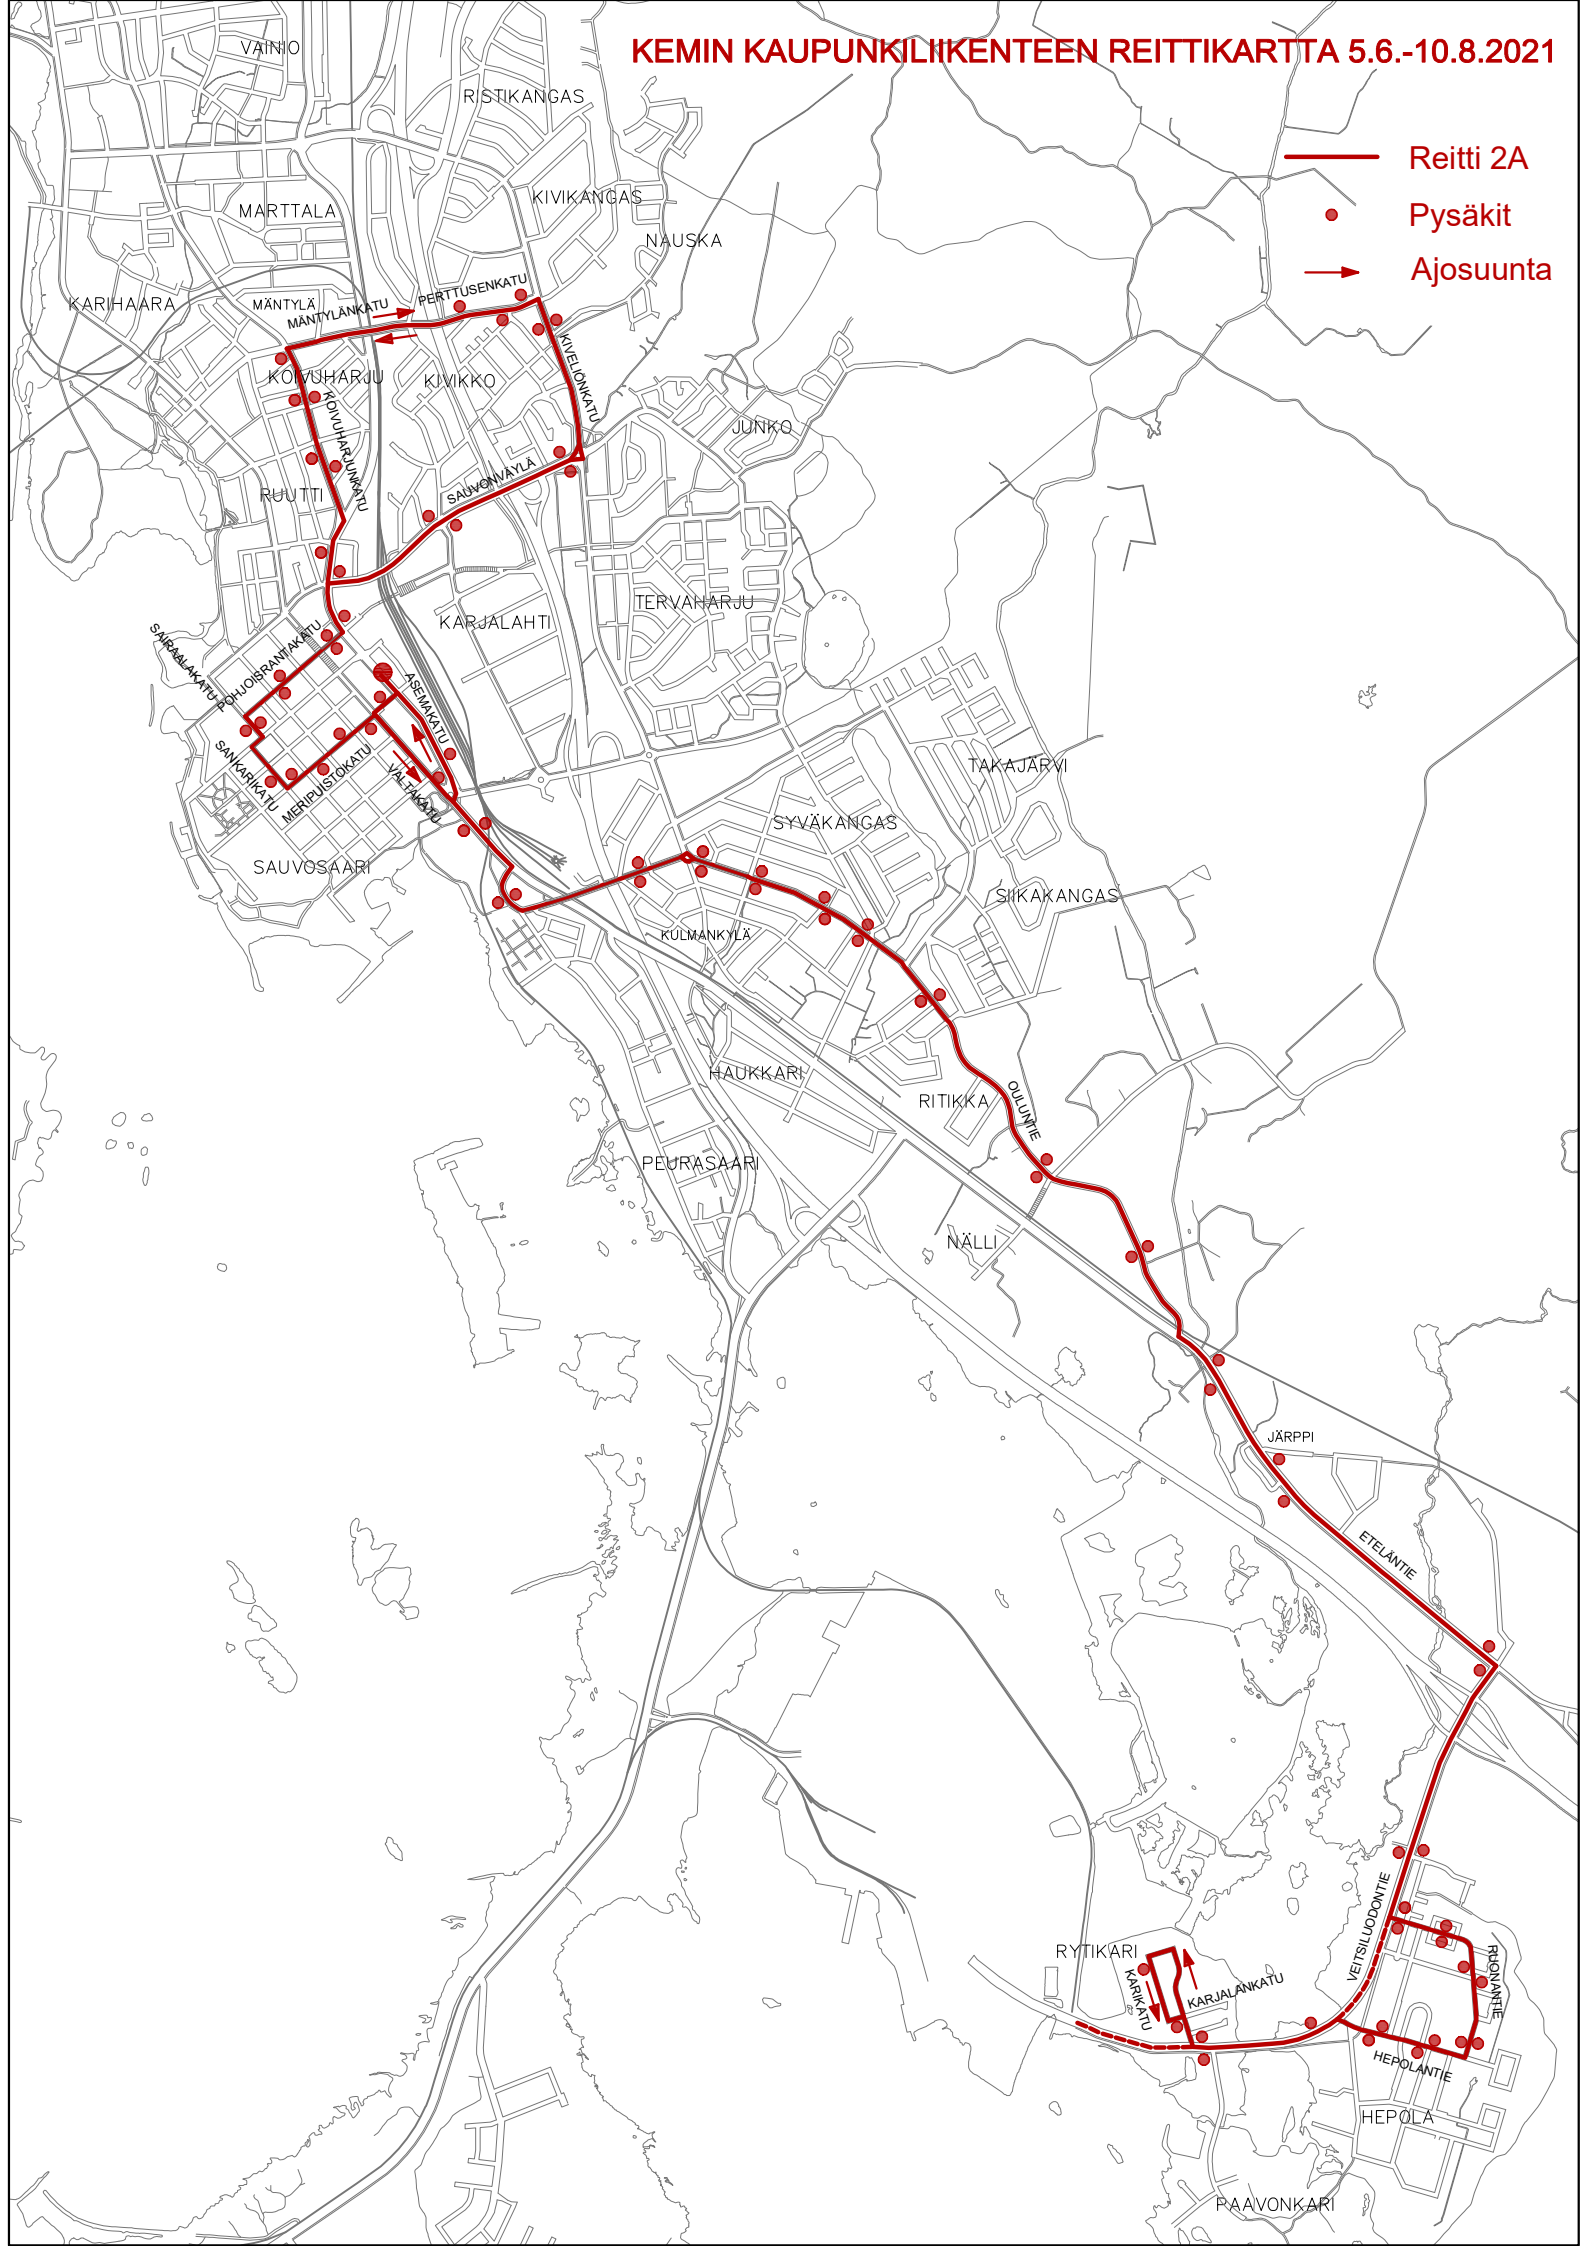 KEMIN KAUPUNKILIIKENTEEN REITTIKARTTA 5.6.-10.8.2021
Reitti 2A
Pysäkit
Ajosuunta
VAINIO
RISTIKANGAS
KIVIKANGAS
MARTTALA
NAUSKA
KARIHAARA
MÄNTYLÄ
MÄNTYLÄNKATU
PERTTUSENKATU
KOIVUHARJU
KIVIKKO
KIVELIÖNKATU
KOIVUHARJUNKATU
JUNKO
SAUVONVÄYLÄ
RUUTTI
TERVAHARJU
KARJALAHTI
SAIRAALAKATU
POHJOISRANTAKATU
ASEMAKATU
SANKARIKATU
MERIPUISTOKATU
VALTAKATU
TAKAJÄRVI
SYVÄKANGAS
SAUVOSAARI
SIIKAKANGAS
KULMANKYLÄ
HAUKKARI
RITIKKA
OULUNTIE
PEURASAARI
NÄLLI
JÄRPPI
ETELÄNTIE
VEITSILUODONTIE
RYTIKARI
KARIKATU
KARJALANKATU
RUONANTIE
HEPOLANTIE
HEPOLA
PAAVONKARI